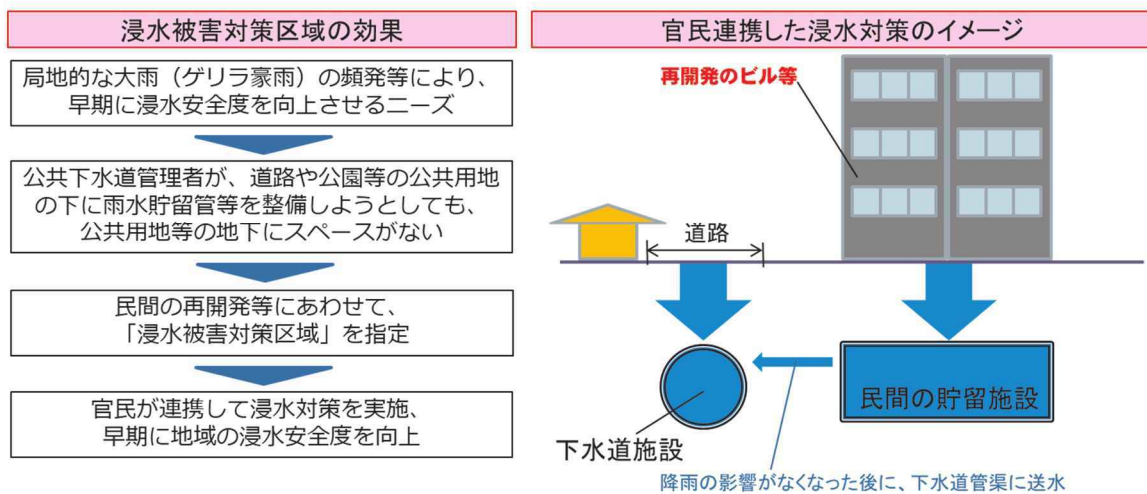 浸水被害対策区域の効果
局地的な大雨（ゲリラ豪雨）の頻発等により、
早期に浸水安全度を向上させるニーズ
公共下水道管理者が、道路や公園等の公共用地
の下に雨水貯留管等を整備しようとしても、
公共用地等の地下にスペースがない
民間の再開発等にあわせて、
「浸水被害対策区域」を指定
官民が連携して浸水対策を実施、
早期に地域の浸水安全度を向上
官民連携した浸水対策のイメージ
再開発のビル等
道路
民間の貯留施設
下水道施設
降雨の影響がなくなった後に、下水道管渠に送水